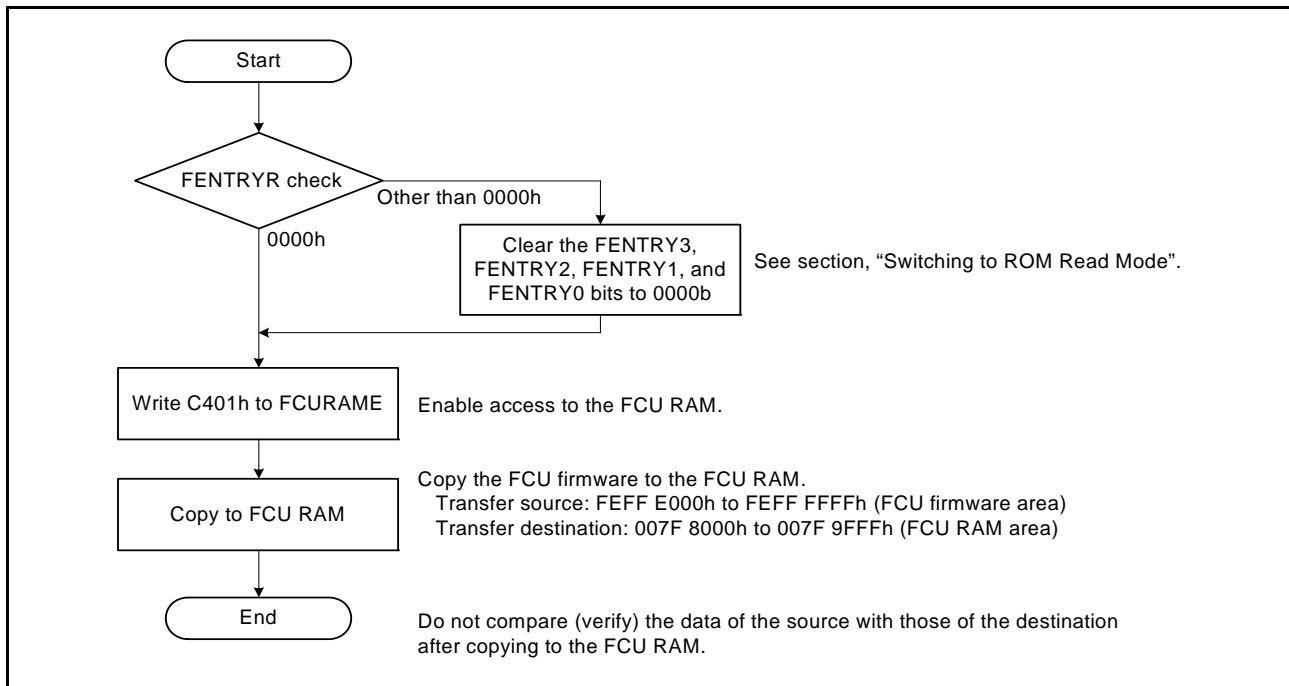 Start
FENTRYR check
Other than 0000h
0000h
Clear the FENTRY3,
FENTRY2, FENTRY1, and
FENTRY0 bits to 0000b
See section, “Switching to ROM Read Mode”.
Write C401h to FCURAME
Enable access to the FCU RAM.
Copy to FCU RAM
Copy the FCU firmware to the FCU RAM.
Transfer source: FEFF E000h to FEFF FFFFh (FCU firmware area)
Transfer destination: 007F 8000h to 007F 9FFFh (FCU RAM area)
End
Do not compare (verify) the data of the source with those of the destination
after copying to the FCU RAM.